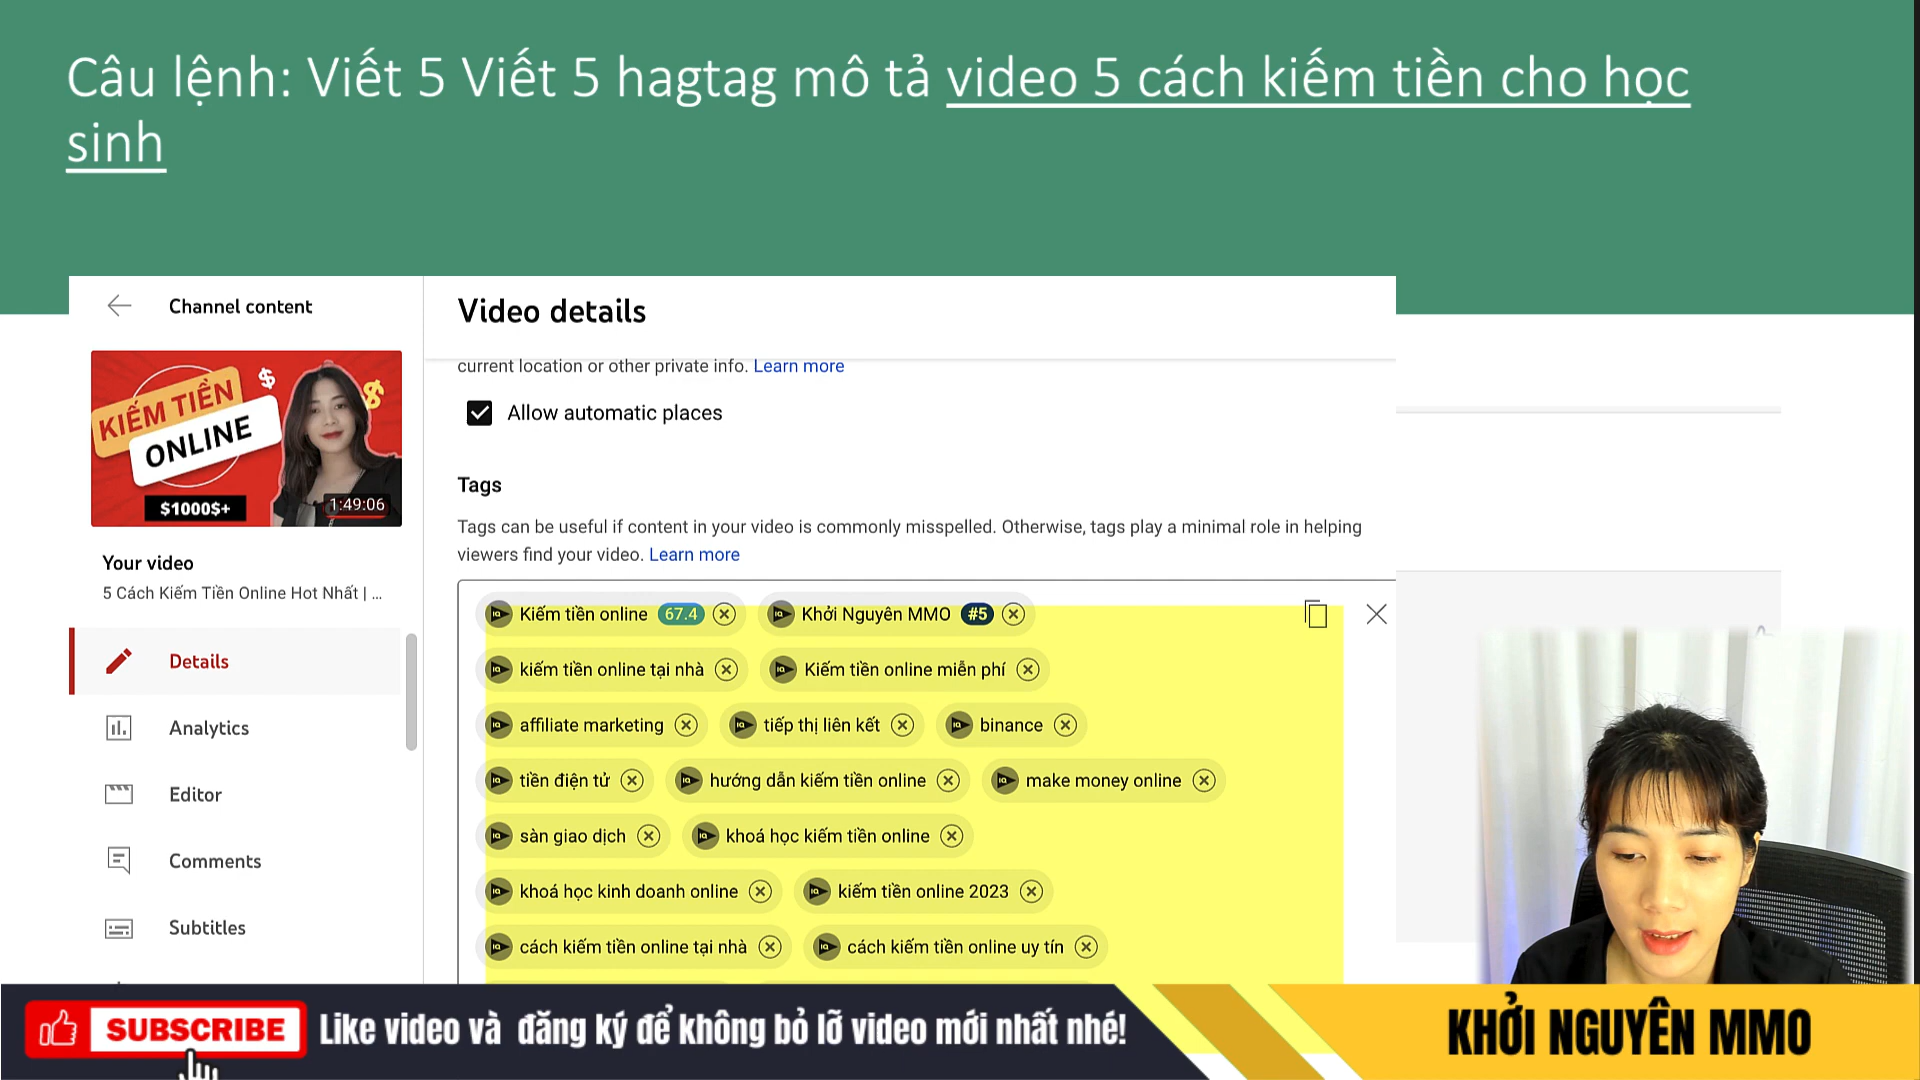 Câu lệnh: Viết 5 Viết 5 hagtag mô tả video 5 cách kiếm tiền cho học
sinh
Channel content
KIẾM TIỀN
ONLINE
$1000$+
1:49:06
Your video
5 Cách Kiếm Tiền Online Hot Nhất | ...
Details
Analytics
Editor
Comments
Subtitles
Video details
current location or other private info. Learn more
Allow automatic places
Tags
Tags can be useful if content in your video is commonly misspelled. Otherwise, tags play a minimal role in helping
viewers find your video. Learn more
Kiếm tiền online 67.4 Khởi Nguyên MMO #5
kiếm tiền online tại nhà Kiếm tiền online miễn phí
affiliate marketing tiếp thị liên kết binance
tiền điện tử hướng dẫn kiếm tiền online make money online
sàn giao dịch khoá học kiếm tiền online
khoá học kinh doanh online kiếm tiền online 2023
cách kiếm tiền online tại nhà cách kiếm tiền online uy tín
SUBSCRIBE
Like video và đăng ký để không bỏ lỡ video mới nhất nhé!
KHỞI NGUYÊN MMO